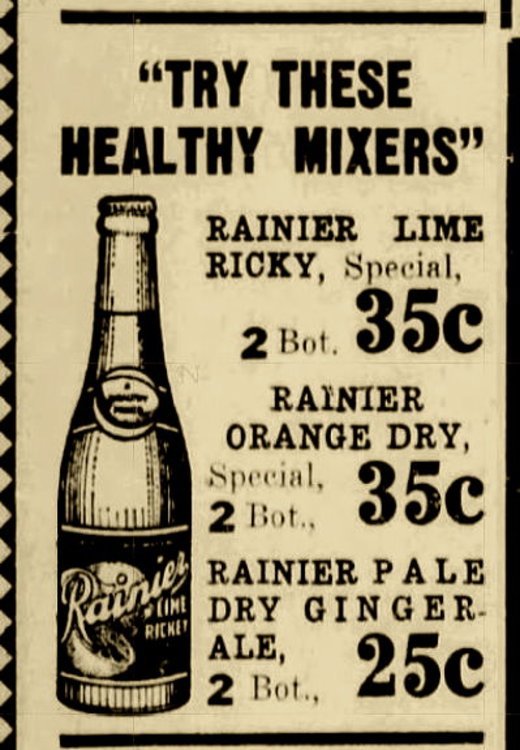 "TRY THESE
HEALTHY MIXERS"
RAINIER LIME
RICKY, Special,
2 Bot. 35c
RAINIER
ORANGE DRY,
Special,
2 Bot., 35c
RAINIER PALE
DRY GINGER-
ALE,
2 Bot., 25c
Rainier
LIME
RICKEY